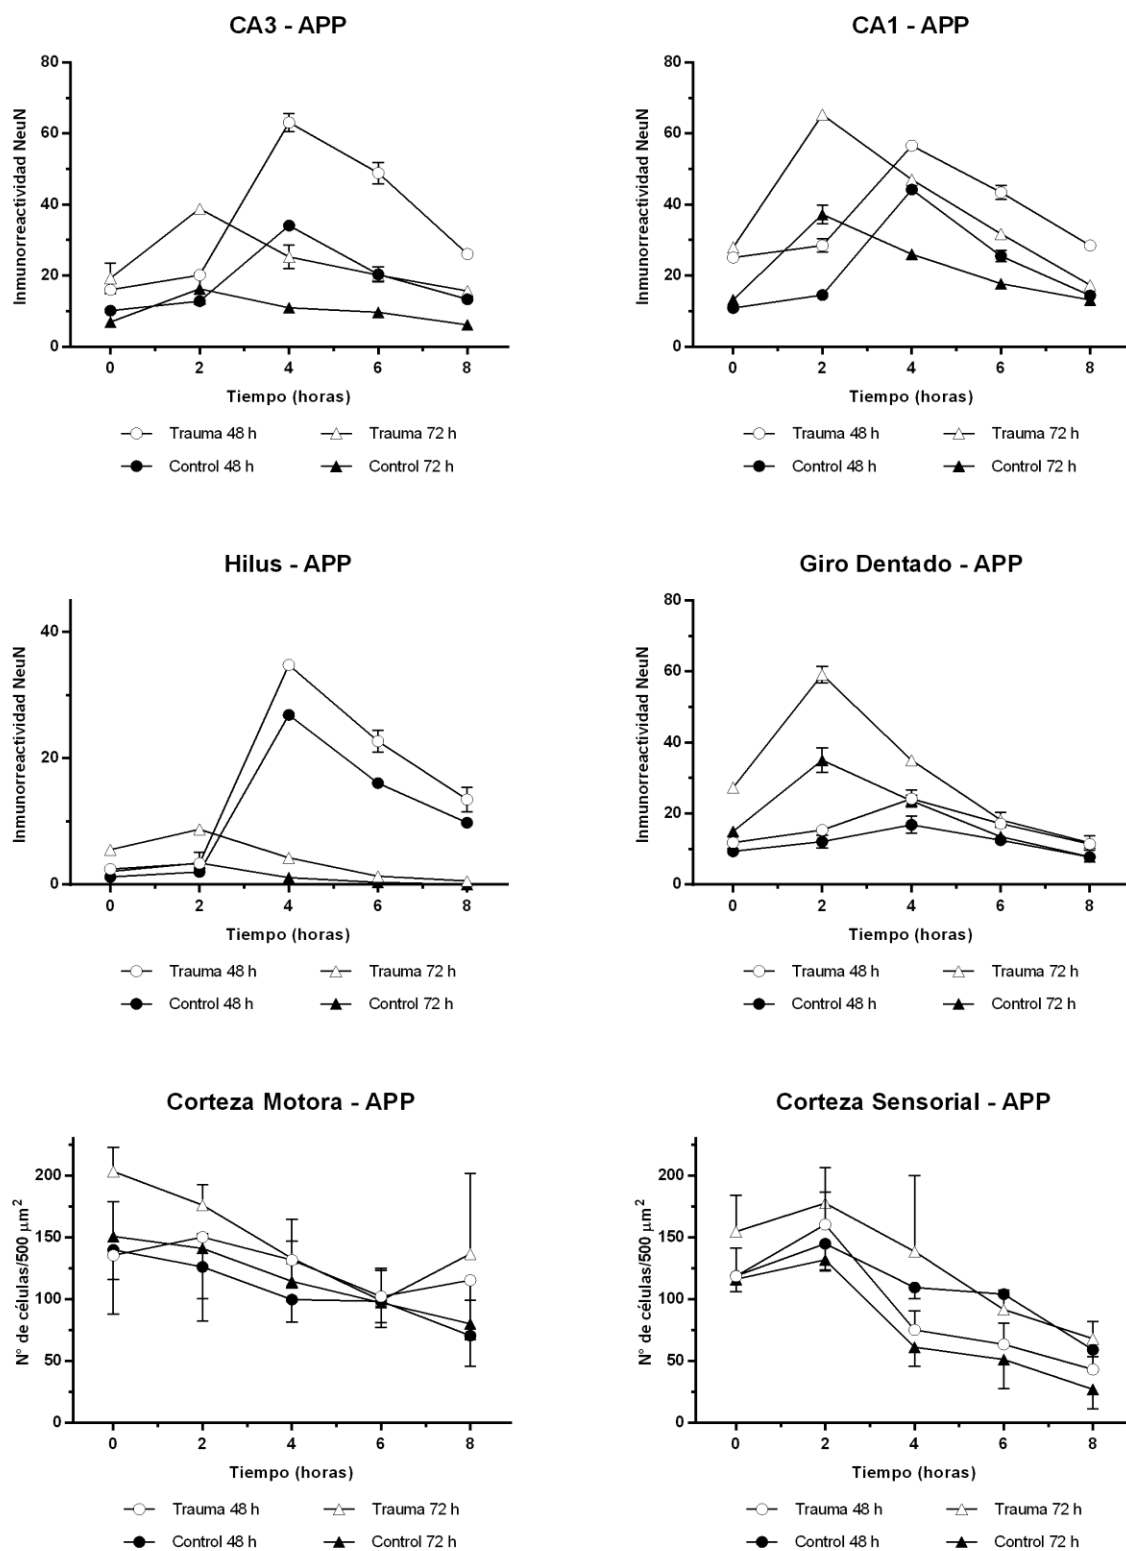 CA3 - APP
Inmunorreactividad NeuN
80
60
40
20
0
0 2 4 6 8
Tiempo (horas)
Trauma 48 h Trauma 72 h
Control 48 h Control 72 h
CA1 - APP
Inmunorreactividad NeuN
80
60
40
20
0
0 2 4 6 8
Tiempo (horas)
Trauma 48 h Trauma 72 h
Control 48 h Control 72 h
Hilus - APP
Inmunorreactividad NeuN
40
20
0
0 2 4 6 8
Tiempo (horas)
Trauma 48 h Trauma 72 h
Control 48 h Control 72 h
Giro Dentado - APP
Inmunorreactividad NeuN
80
60
40
20
0
0 2 4 6 8
Tiempo (horas)
Trauma 48 h Trauma 72 h
Control 48 h Control 72 h
Corteza Motora - APP
N° de células/500 µm²
200
150
100
50
0
0 2 4 6 8
Tiempo (horas)
Trauma 48 h Trauma 72 h
Control 48 h Control 72 h
Corteza Sensorial - APP
N° de células/500 µm²
200
150
100
50
0
0 2 4 6 8
Tiempo (horas)
Trauma 48 h Trauma 72 h
Control 48 h Control 72 h